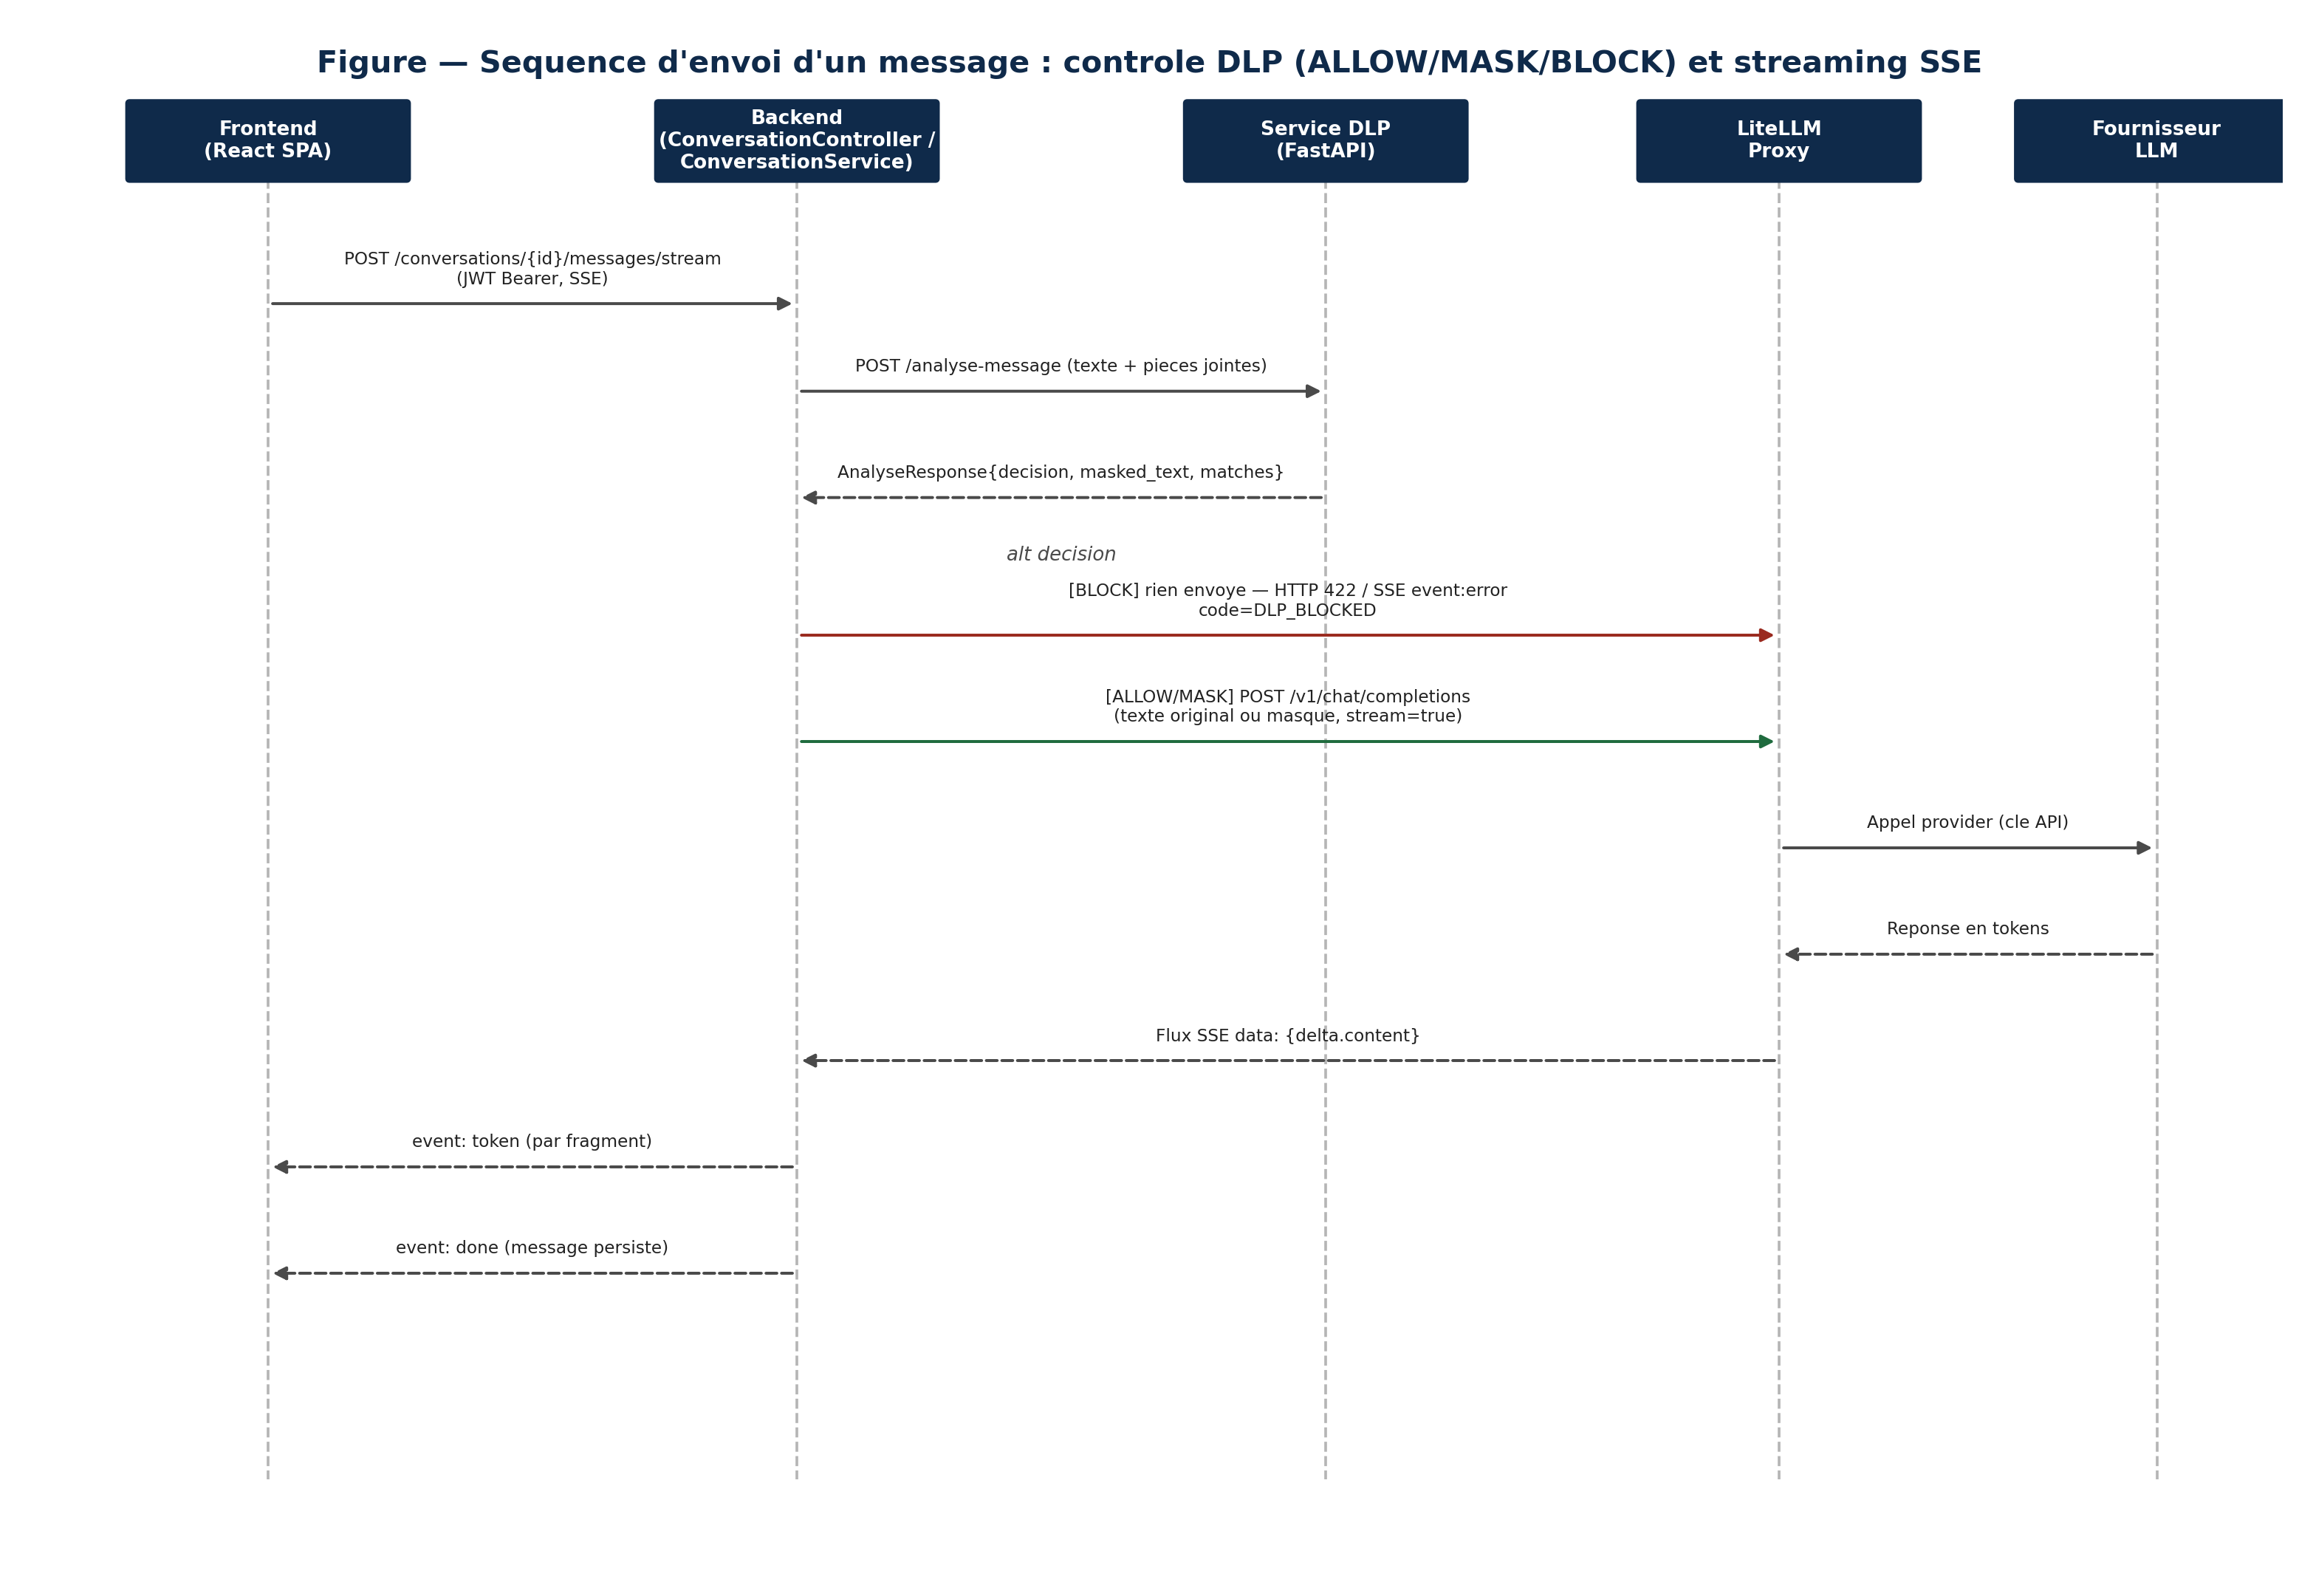 Figure — Sequence d'envoi d'un message : controle DLP (ALLOW/MASK/BLOCK) et streaming SSE
Frontend
(React SPA)
Backend
(ConversationController /
ConversationService)
Service DLP
(FastAPI)
LiteLLM
Proxy
Fournisseur
LLM
POST /conversations/{id}/messages/stream
(JWT Bearer, SSE)
POST /analyse-message (texte + pieces jointes)
AnalyseResponse{decision, masked_text, matches}
alt decision
[BLOCK] rien envoye — HTTP 422 / SSE event:error
code=DLP_BLOCKED
[ALLOW/MASK] POST /v1/chat/completions
(texte original ou masque, stream=true)
Appel provider (cle API)
Reponse en tokens
Flux SSE data: {delta.content}
event: token (par fragment)
event: done (message persiste)